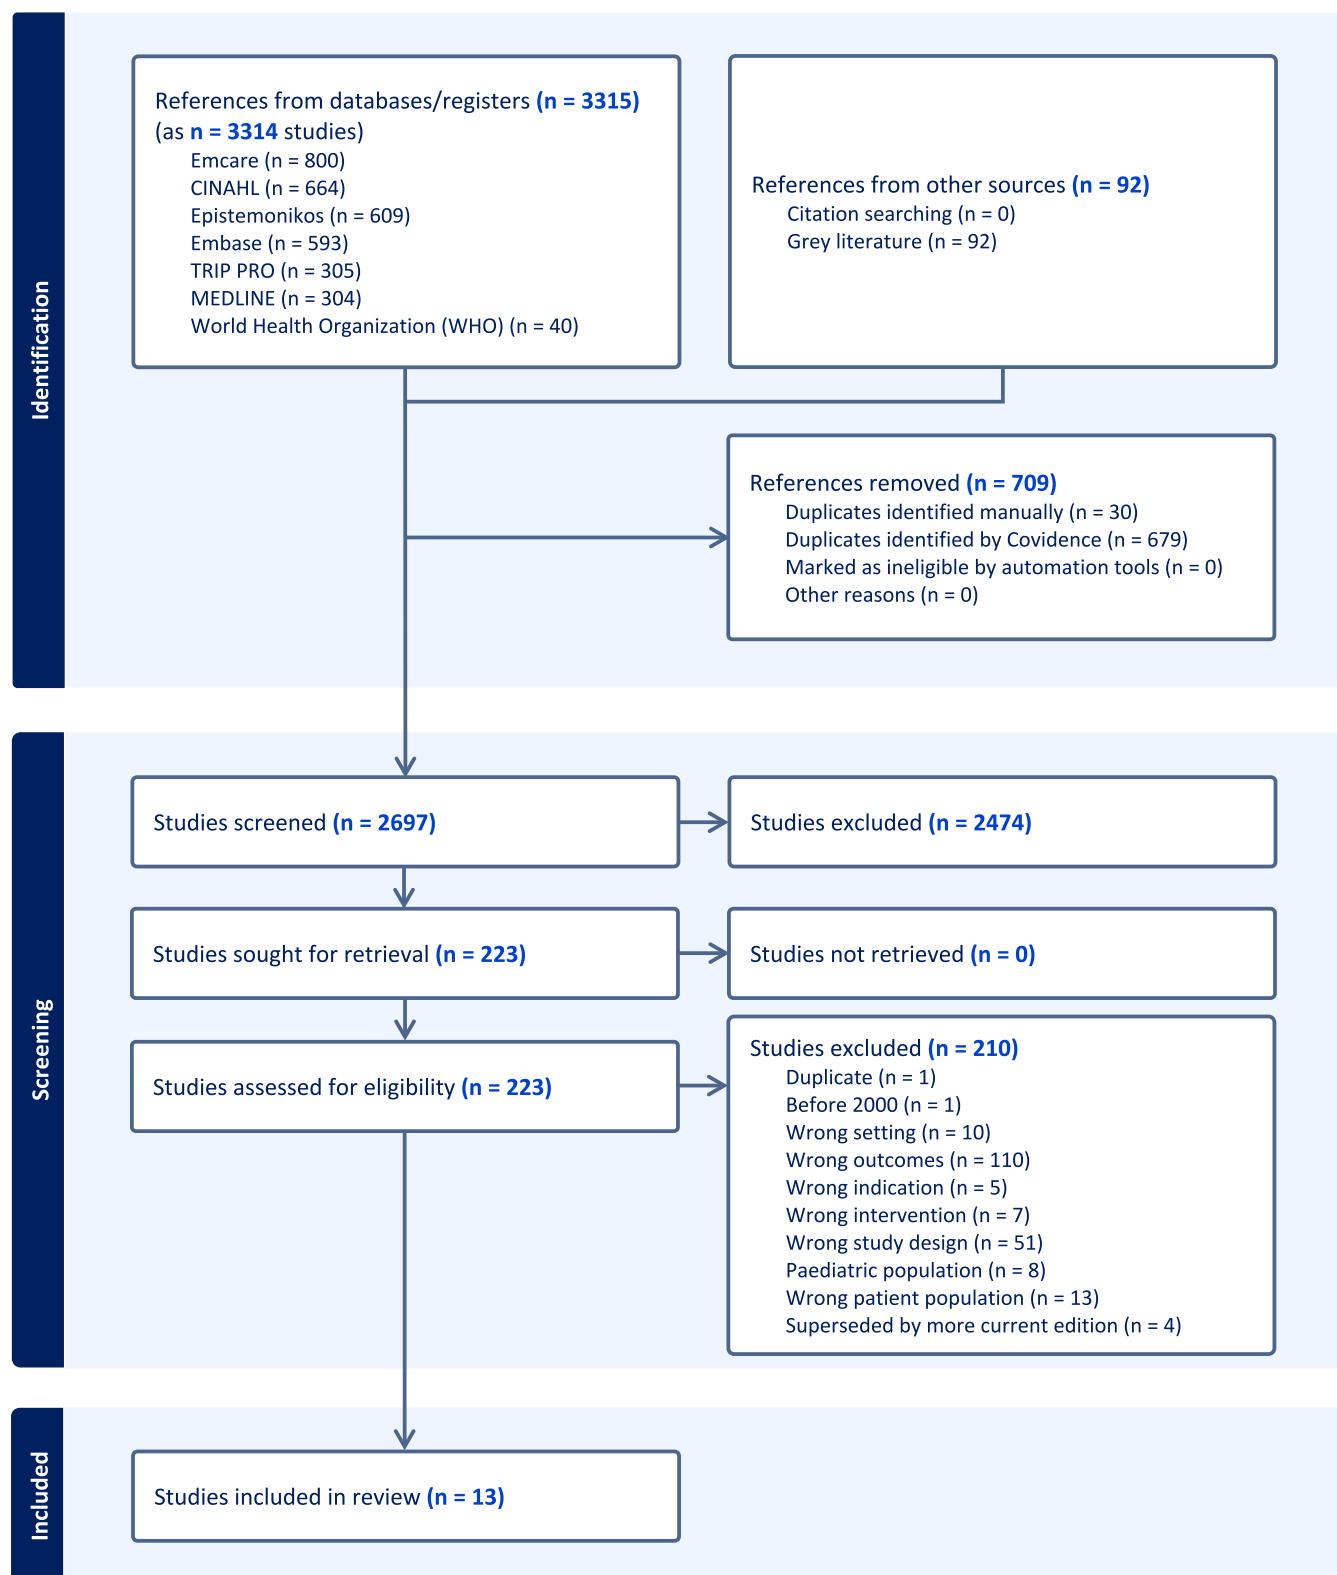 Identification
References from databases/registers (n = 3315)
(as n = 3314 studies)
Emcare (n = 800)
CINAHL (n = 664)
Epistemonikos (n = 609)
Embase (n = 593)
TRIP PRO (n = 305)
MEDLINE (n = 304)
World Health Organization (WHO) (n = 40)
References from other sources (n = 92)
Citation searching (n = 0)
Grey literature (n = 92)
References removed (n = 709)
Duplicates identified manually (n = 30)
Duplicates identified by Covidence (n = 679)
Marked as ineligible by automation tools (n = 0)
Other reasons (n = 0)
Screening
Studies screened (n = 2697)
Studies excluded (n = 2474)
Studies sought for retrieval (n = 223)
Studies not retrieved (n = 0)
Studies assessed for eligibility (n = 223)
Studies excluded (n = 210)
Duplicate (n = 1)
Before 2000 (n = 1)
Wrong setting (n = 10)
Wrong outcomes (n = 110)
Wrong indication (n = 5)
Wrong intervention (n = 7)
Wrong study design (n = 51)
Paediatric population (n = 8)
Wrong patient population (n = 13)
Superseded by more current edition (n = 4)
Included
Studies included in review (n = 13)